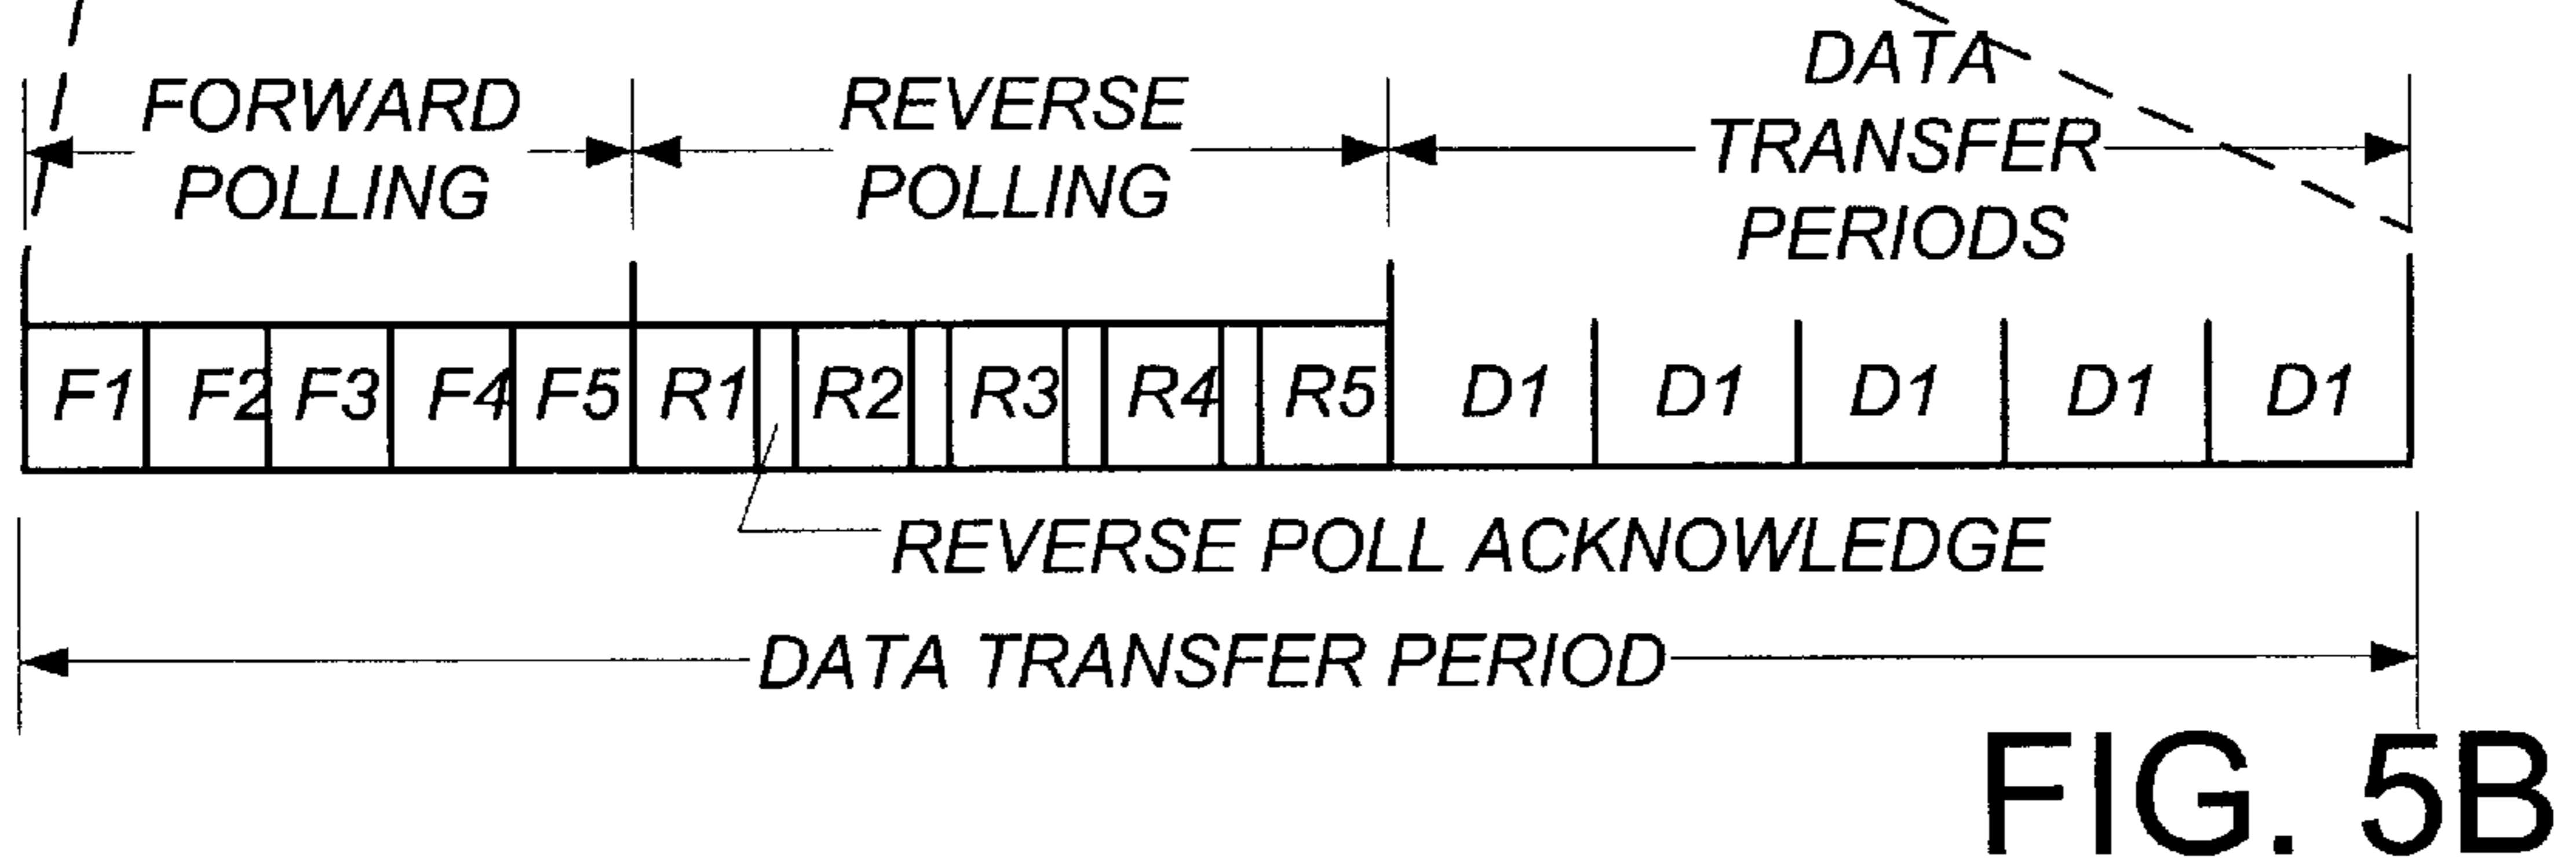 FORWARD
POLLING
REVERSE
POLLING
DATA
TRANSFER
PERIODS
F1 F2 F3 F4 F5 R1 R2 R3 R4 R5 D1 D1 D1 D1 D1
REVERSE POLL ACKNOWLEDGE
DATA TRANSFER PERIOD
FIG. 5B